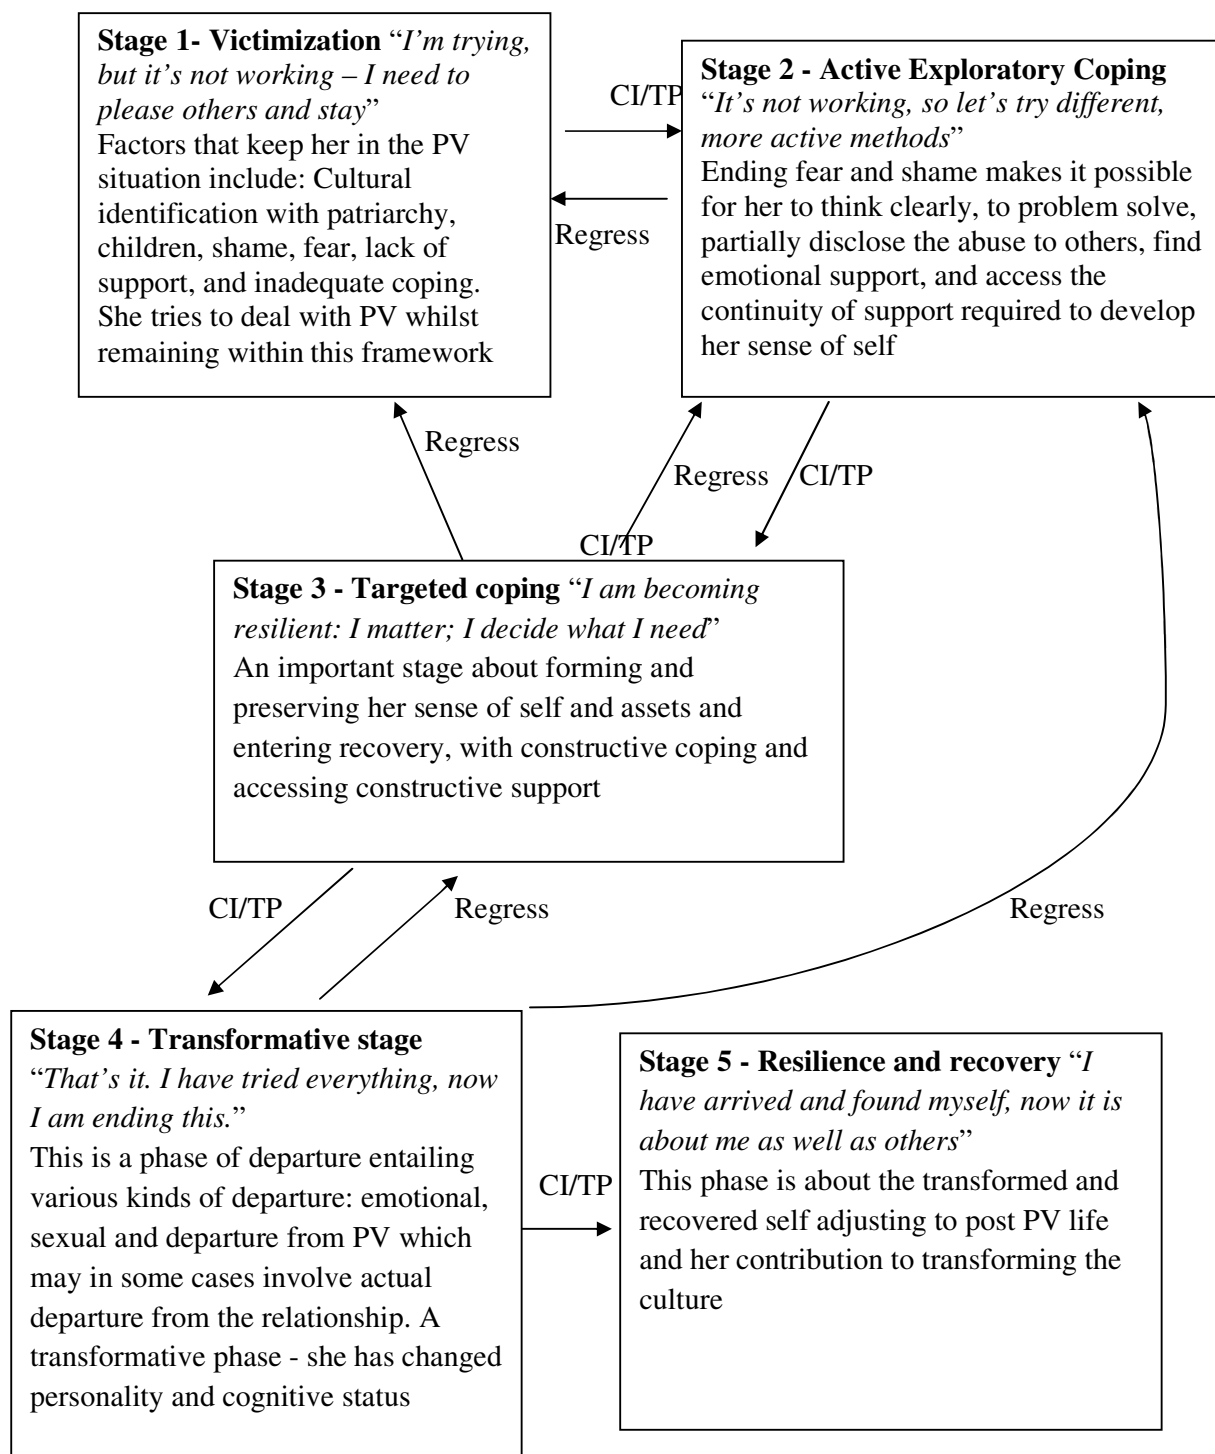 Stage 1- Victimization “I’m trying,
but it’s not working – I need to
please others and stay”
Factors that keep her in the PV
situation include: Cultural
identification with patriarchy,
children, shame, fear, lack of
support, and inadequate coping.
She tries to deal with PV whilst
remaining within this framework
CI/TP
Regress
Stage 2 - Active Exploratory Coping
“It’s not working, so let’s try different,
more active methods”
Ending fear and shame makes it possible
for her to think clearly, to problem solve,
partially disclose the abuse to others, find
emotional support, and access the
continuity of support required to develop
her sense of self
Regress
Regress
CI/TP
CI/TP
Stage 3 - Targeted coping “I am becoming
resilient: I matter; I decide what I need”
An important stage about forming and
preserving her sense of self and assets and
entering recovery, with constructive coping and
accessing constructive support
CI/TP
Regress
Regress
Stage 4 - Transformative stage
“That’s it. I have tried everything, now
I am ending this.”
This is a phase of departure entailing
various kinds of departure: emotional,
sexual and departure from PV which
may in some cases involve actual
departure from the relationship. A
transformative phase - she has changed
personality and cognitive status
CI/TP
Stage 5 - Resilience and recovery “I
have arrived and found myself, now it is
about me as well as others”
This phase is about the transformed and
recovered self adjusting to post PV life
and her contribution to transforming the
culture